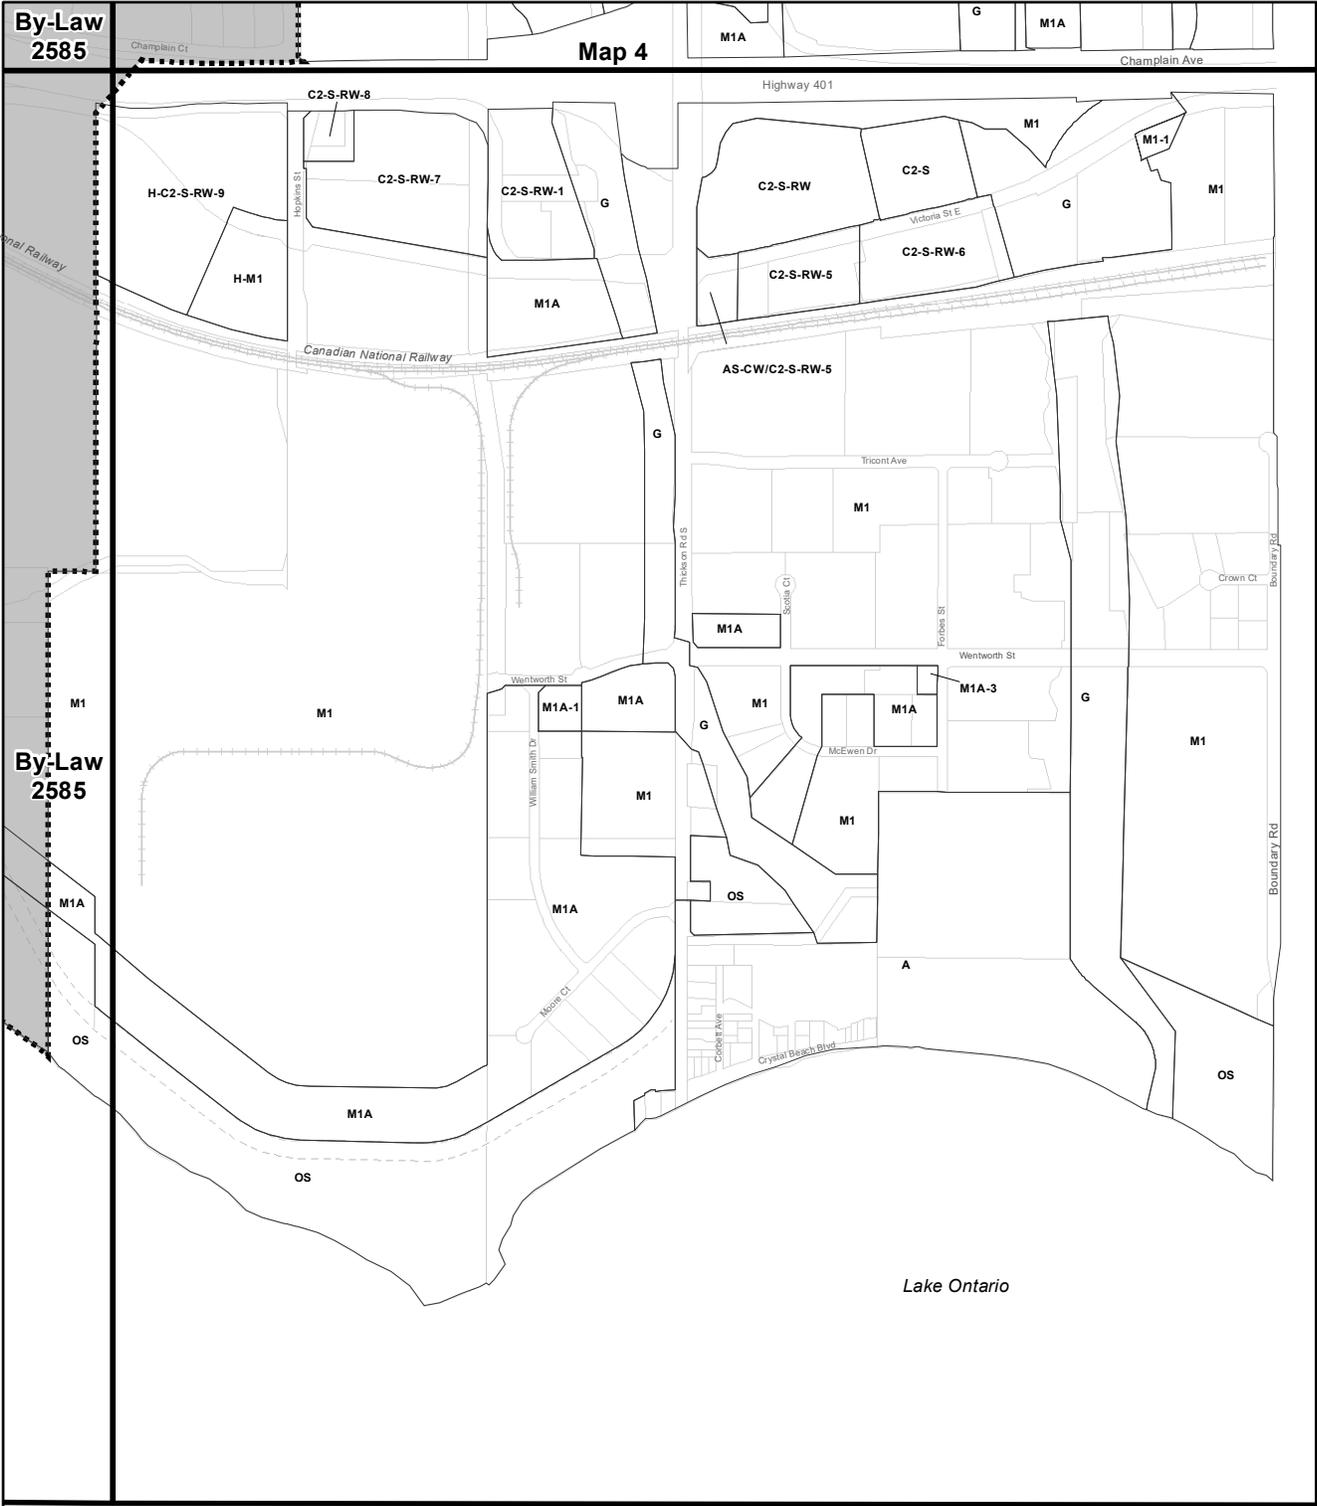 By-Law
2585
Champlain Ct
Map 4
M1A
G
M1A
Champlain Ave
Highway 401
C2-S-RW-8
M1
M1-1
H-C2-S-RW-9
Hopkins St
C2-S-RW-7
C2-S-RW-1
G
C2-S-RW
C2-S
G
M1
Victoria St E
onal Railway
H-M1
M1A
C2-S-RW-5
C2-S-RW-6
Canadian National Railway
AS-CW/C2-S-RW-5
G
Tricont Ave
M1
Thickson Rd S
Boundary Rd
Scotia Ct
Crown Ct
M1A
Forbes St
Wentworth St
Wentworth St
M1A-3
M1
M1
M1A-1
M1A
G
M1
M1A
G
M1
McEwen Dr
By-Law
2585
William Smith Dr
M1
M1
Boundary Rd
M1A
M1A
OS
A
Moore Ct
OS
Corbett Ave
Crystal Beach Blvd
OS
M1A
OS
Lake Ontario